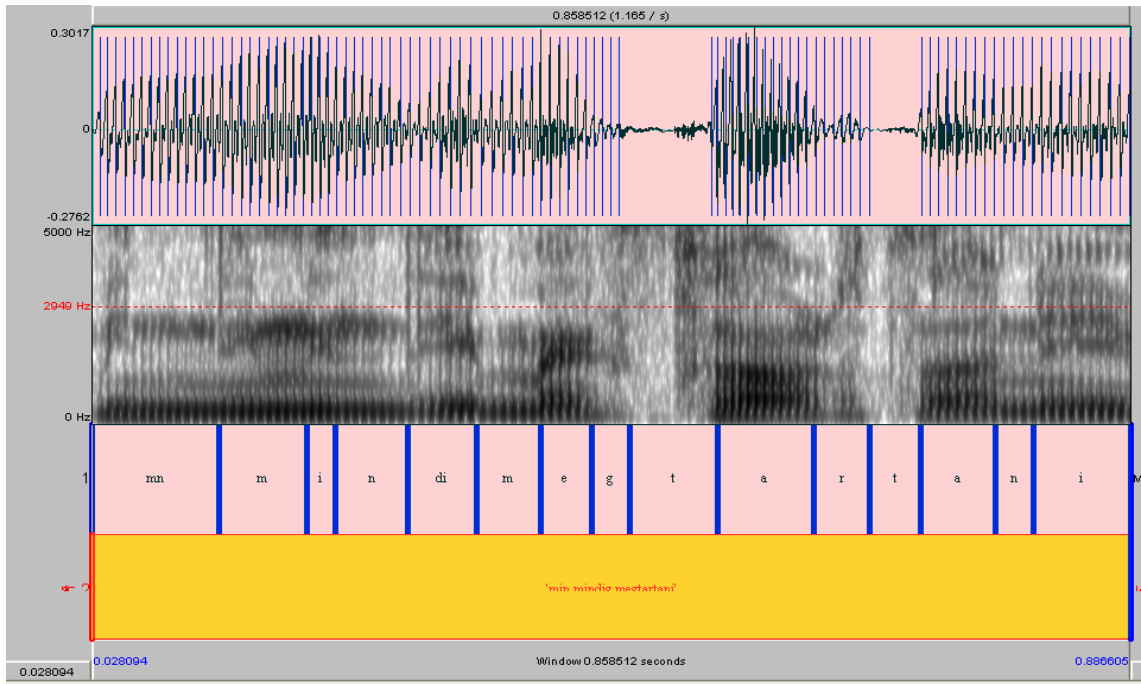 0.858512 (1.165 / s)
0.3017
0
-0.2762
5000 Hz
2949 Hz
0 Hz
1 mn m i n di m e g t a r t a n i M
2 'min mindig megtartani'
0.028094 Window 0.858512 seconds 0.886605
0.028094